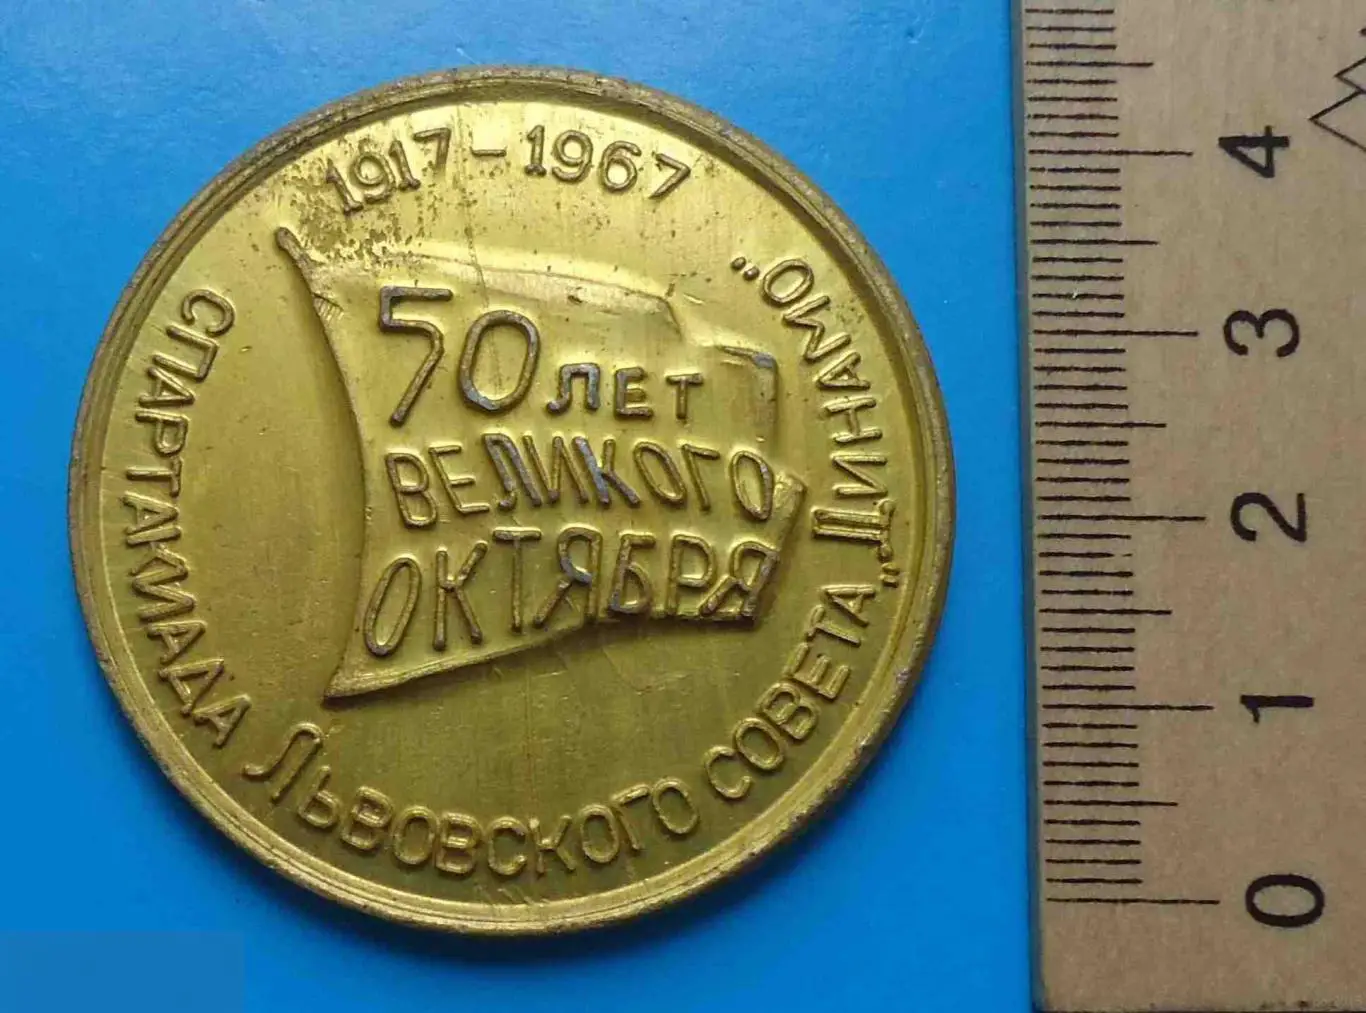 1917-1967
50 ЛЕТ
ВЕЛИКОГО
ОКТЯБРЯ
СПАРТАКИАДА ЛЬВОВСКОГО СОВЕТА „ДИНАМО"
4
3
2
1
0